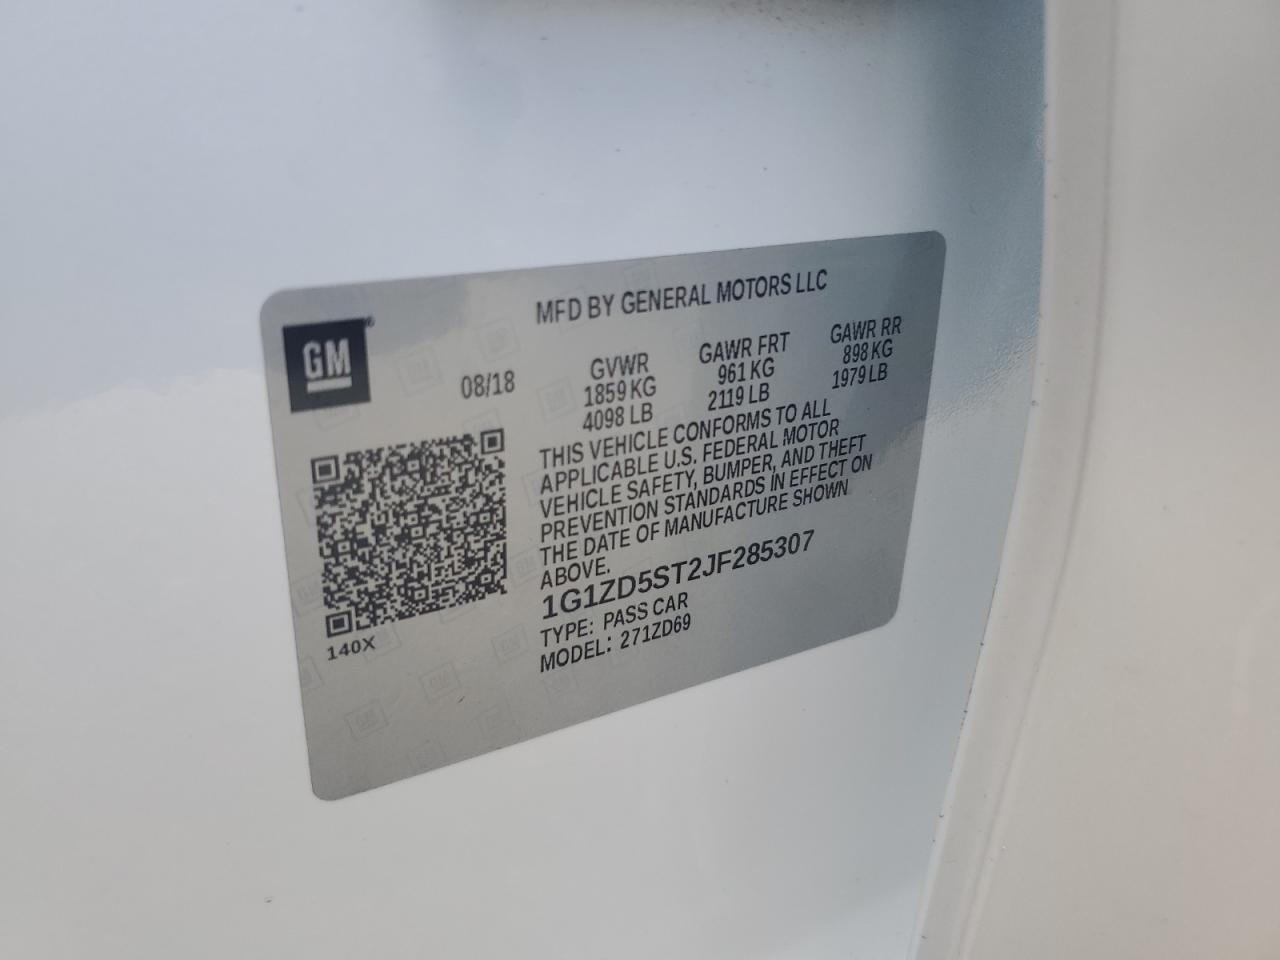 MFD BY GENERAL MOTORS LLC
GM
08/18
GVWR
1859 KG
4098 LB
GAWR FRT
961 KG
2119 LB
GAWR RR
898 KG
1979 LB
THIS VEHICLE CONFORMS TO ALL
APPLICABLE U.S. FEDERAL MOTOR
VEHICLE SAFETY, BUMPER, AND THEFT
PREVENTION STANDARDS IN EFFECT ON
THE DATE OF MANUFACTURE SHOWN
ABOVE.
1G1ZD5ST2JF285307
TYPE: PASS CAR
MODEL: 271ZD69
140X